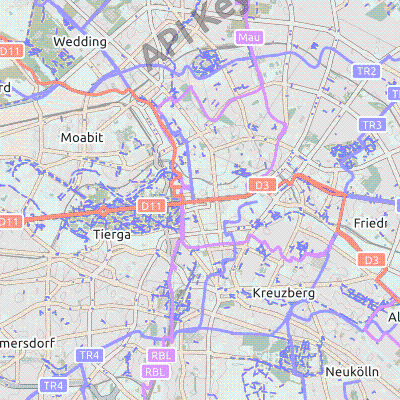 API Key
Wedding
Mau
D11
TR2
rd
TR3
Moabit
D3
D11
D11
Tierga
Friedr
D3
Kreuzberg
Al
mersdorf
TR4
RBL
RBL
Neukölln
TR4